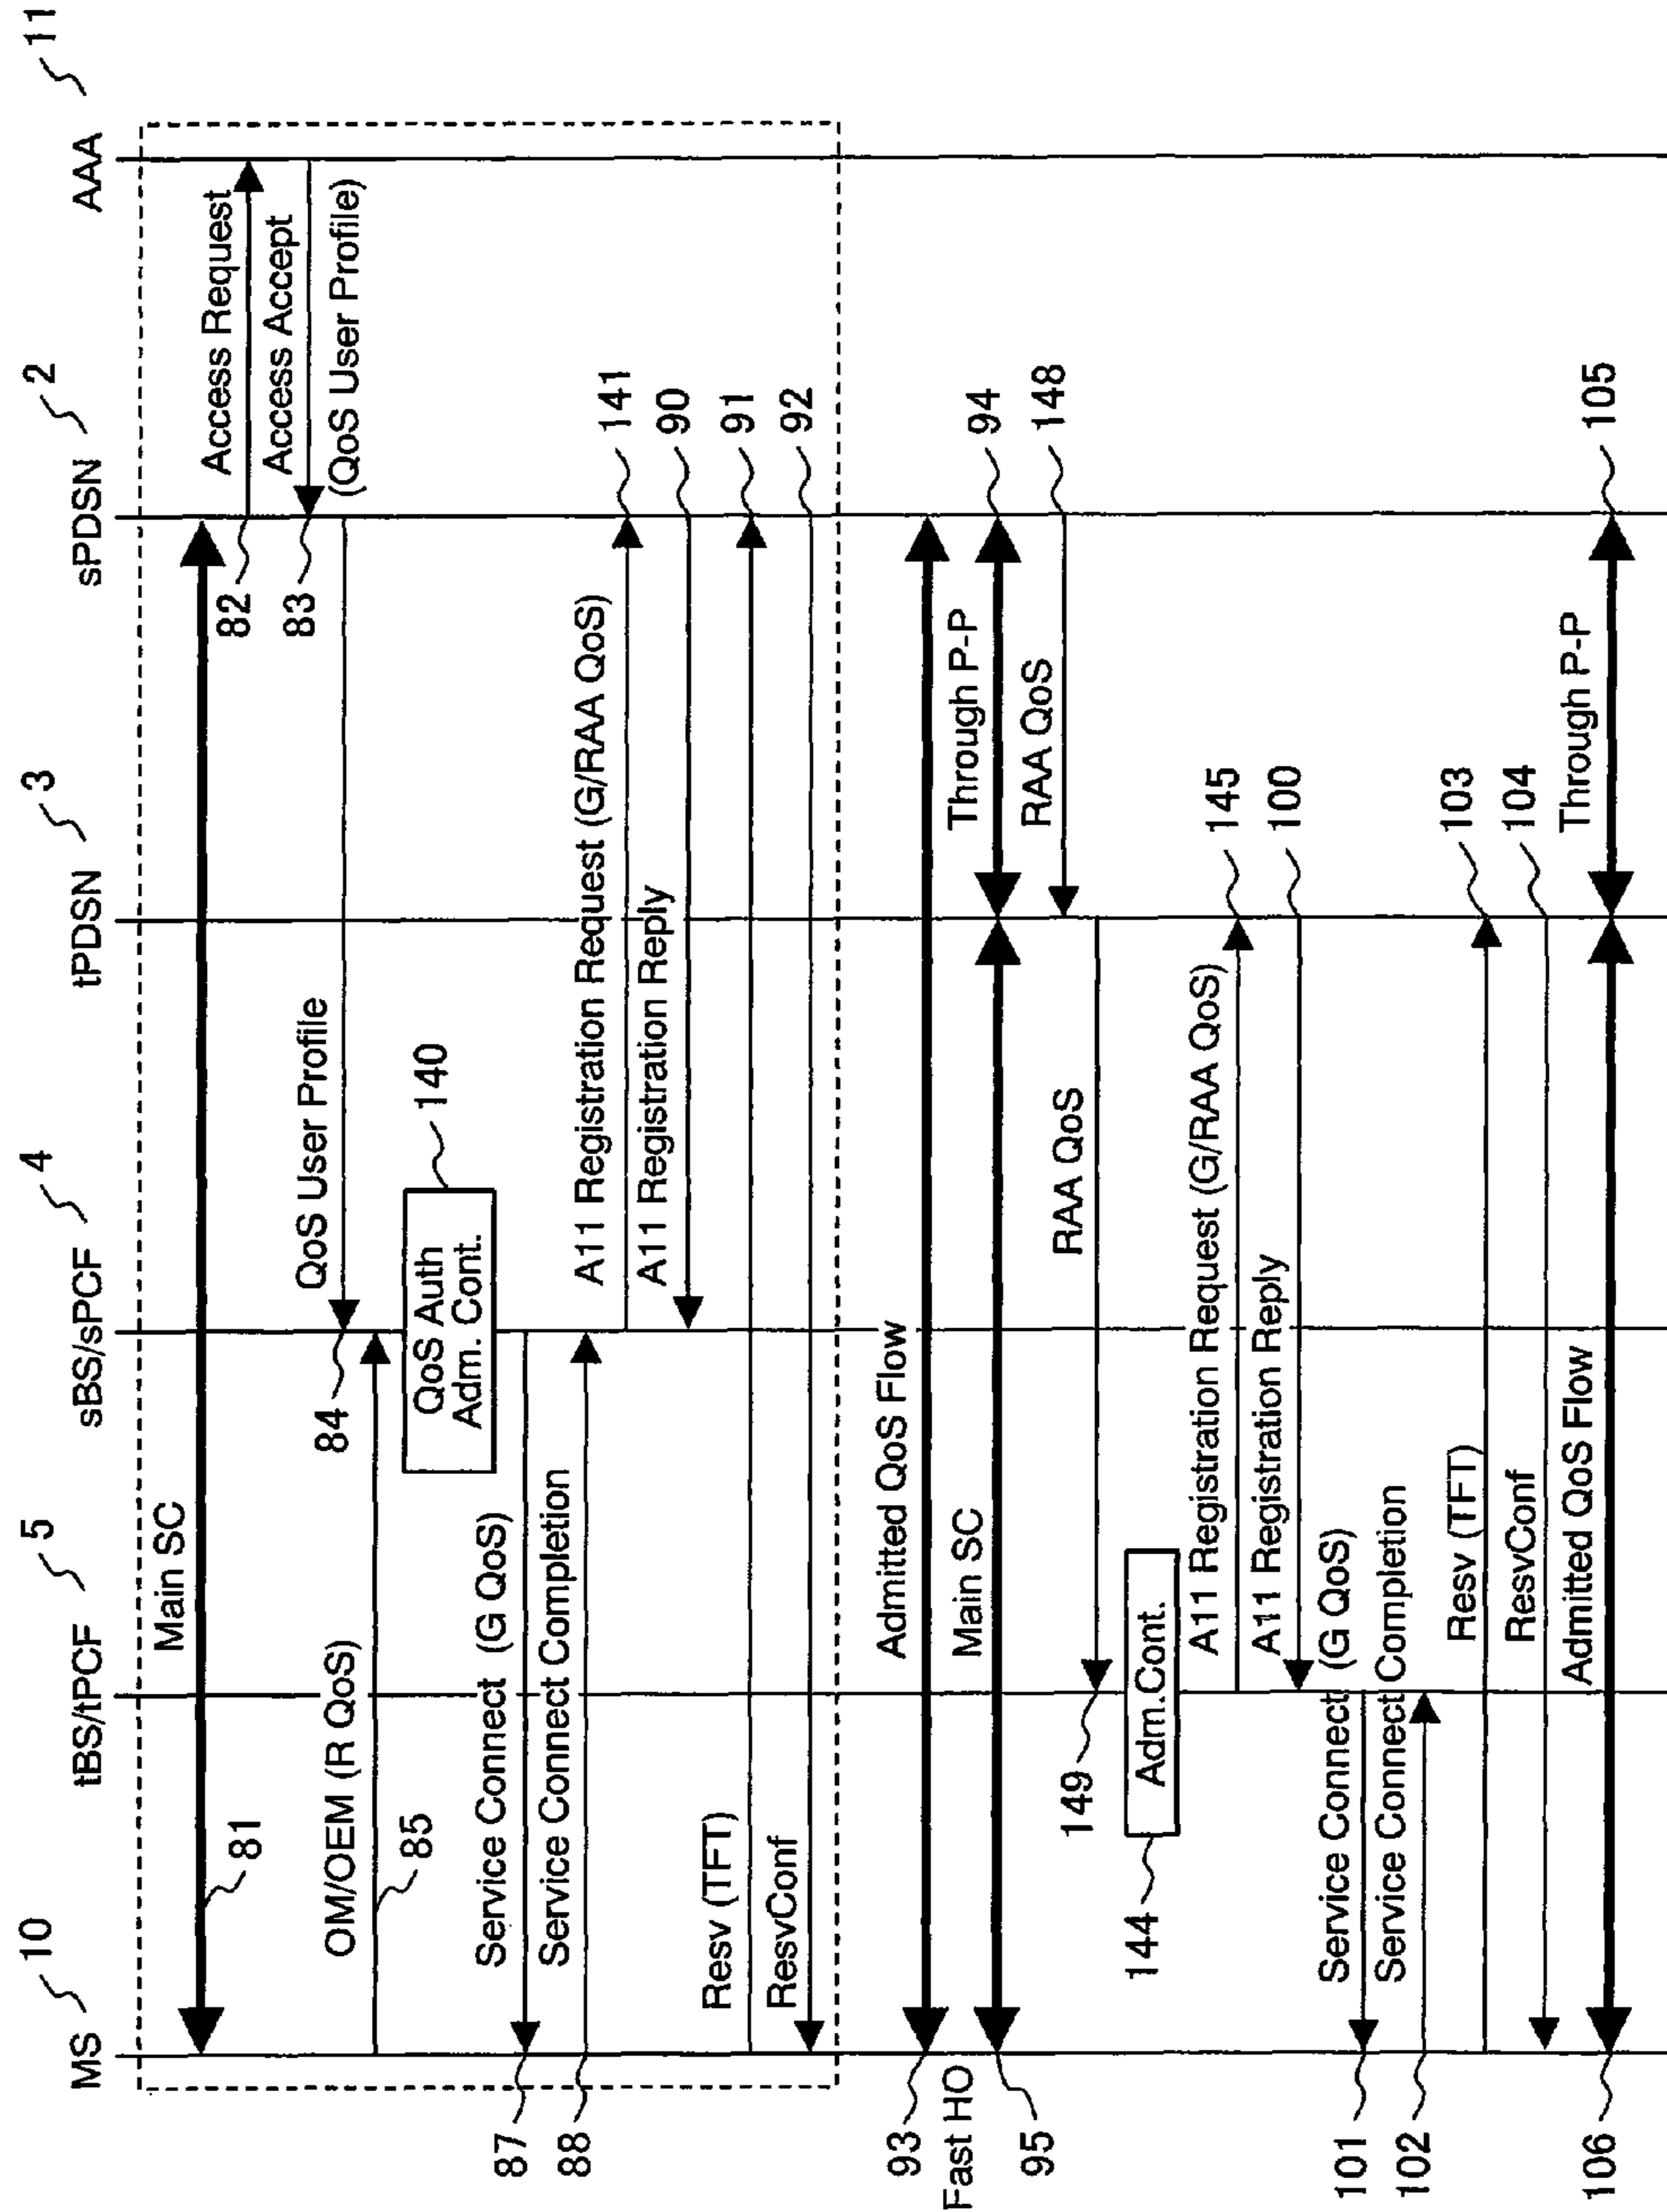 MS 10
tBS/tPCF 5
sBS/sPCF 4
tPDSN 3
sPDSN 2
AAA 11
Main SC
81
Access Request
82
Access Accept
(QoS User Profile)
83
QoS User Profile
84
OM/OEM (R QoS)
85
QoS Auth
Adm. Cont.
140
Service Connect (G QoS)
87
Service Connect Completion
88
A11 Registration Request (G/RAA QoS)
141
A11 Registration Reply
90
Resv (TFT)
91
ResvConf
92
Admitted QoS Flow
93
Fast HO
Main SC
95
Through P-P
94
RAA QoS
148
RAA QoS
149
Adm.Cont.
144
A11 Registration Request (G/RAA QoS)
145
A11 Registration Reply
100
Service Connect (G QoS)
101
Service Connect Completion
102
Resv (TFT)
103
ResvConf
104
Admitted QoS Flow
106
Through P-P
105